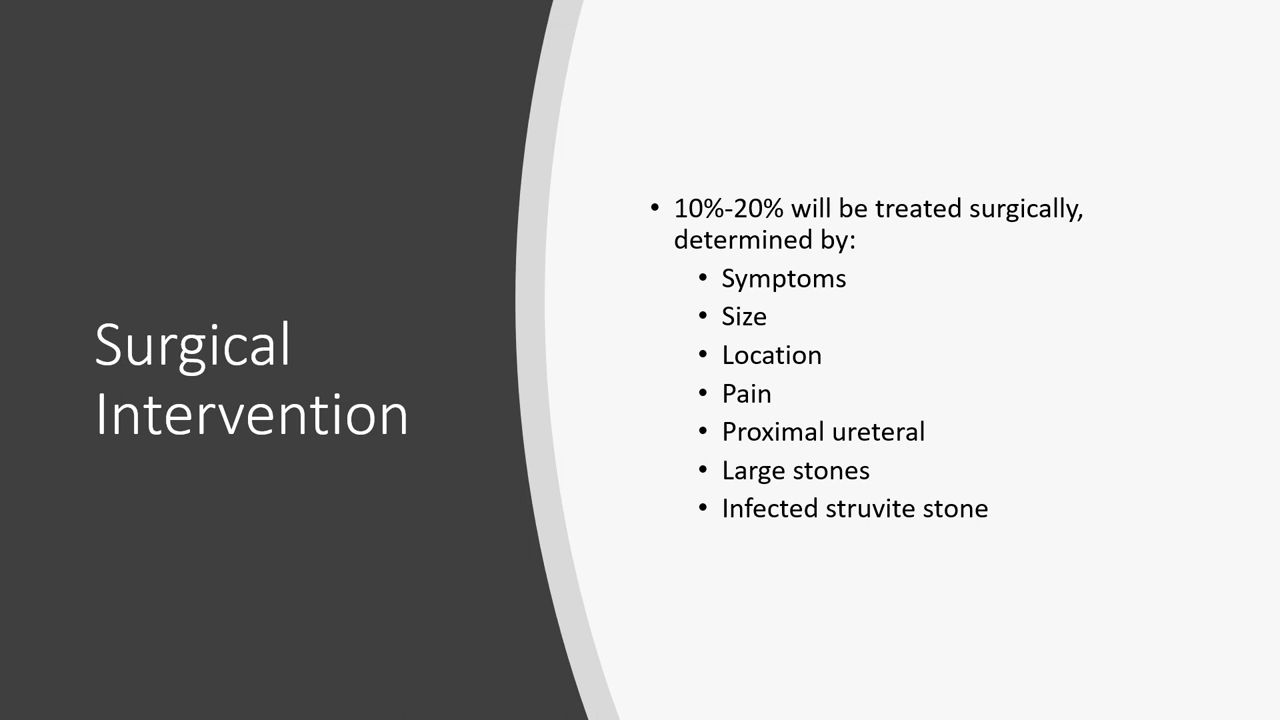 Surgical
Intervention
• 10%-20% will be treated surgically,
determined by:
• Symptoms
• Size
• Location
• Pain
• Proximal ureteral
• Large stones
• Infected struvite stone